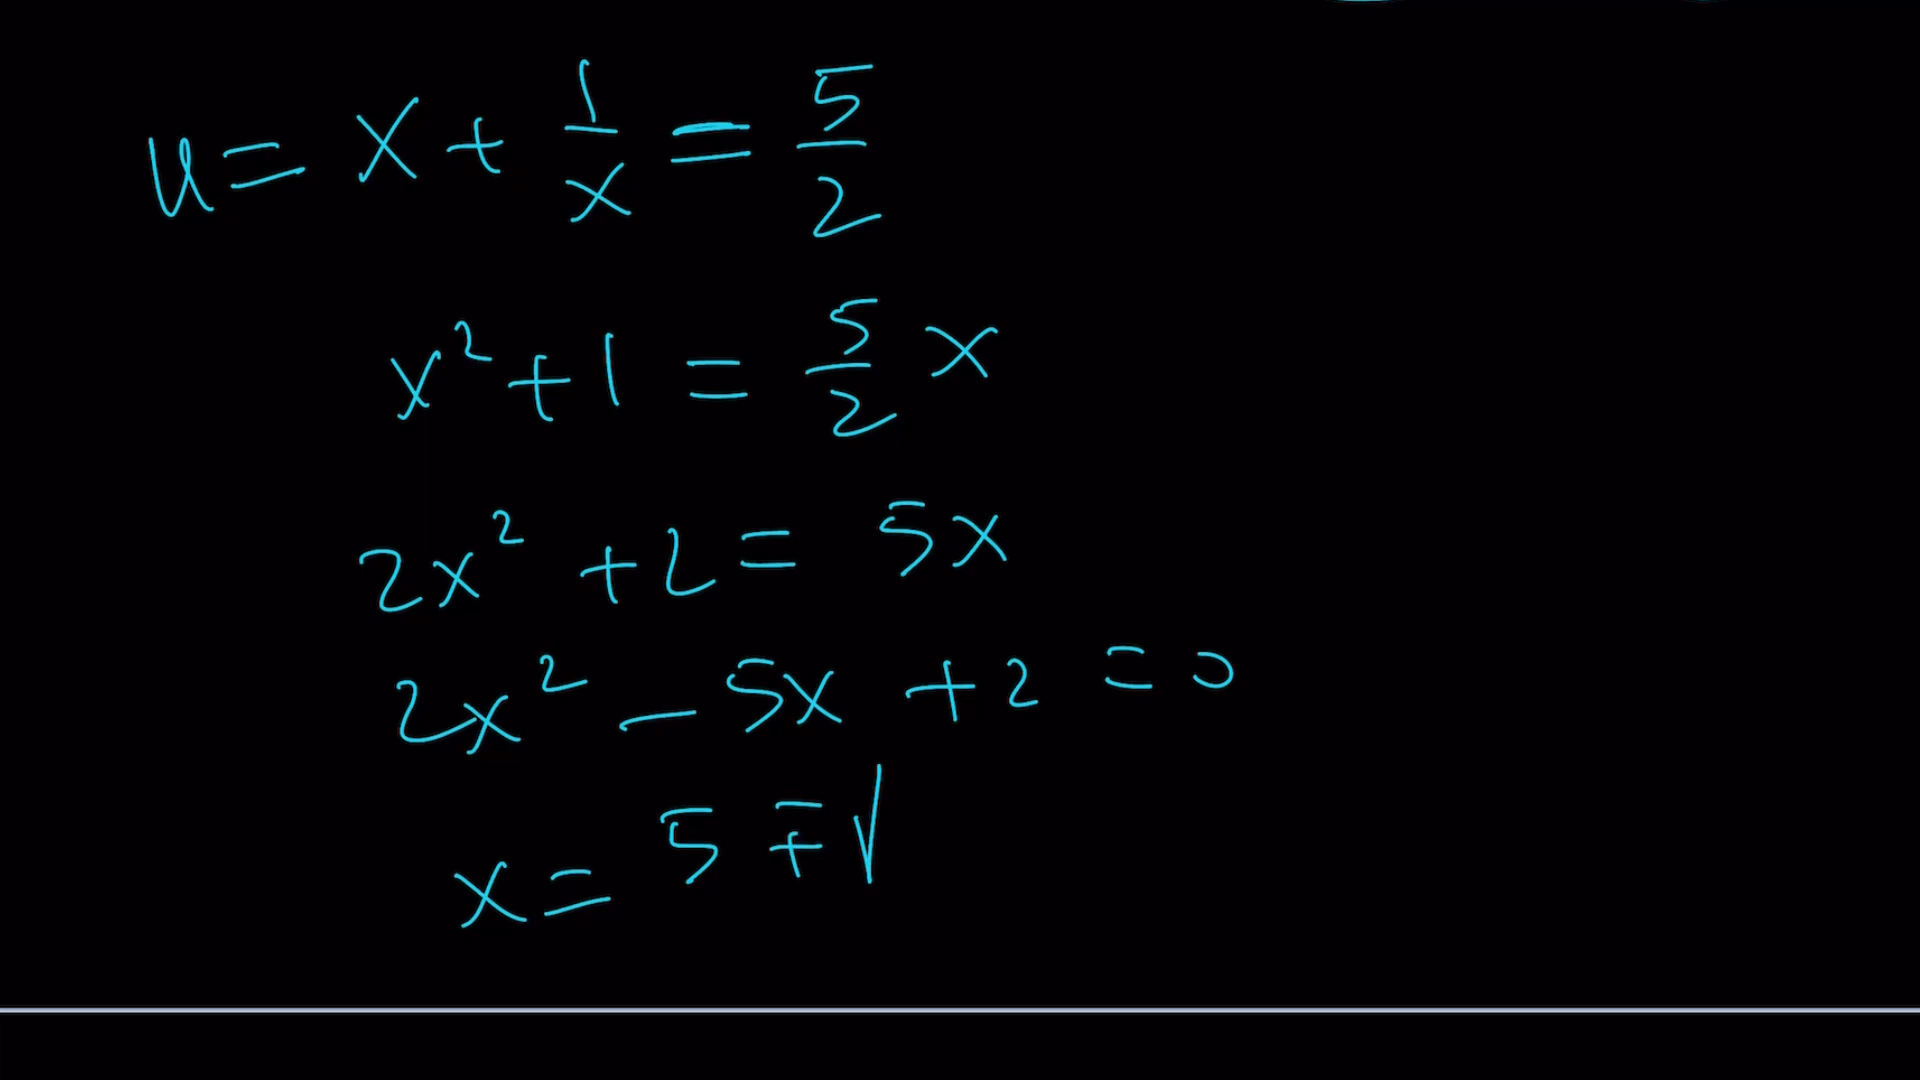 u = x + 1/x = 5/2
x² + 1 = 5/2 x
2x² + 2 = 5x
2x² - 5x + 2 = 0
x = 5 ∓ √